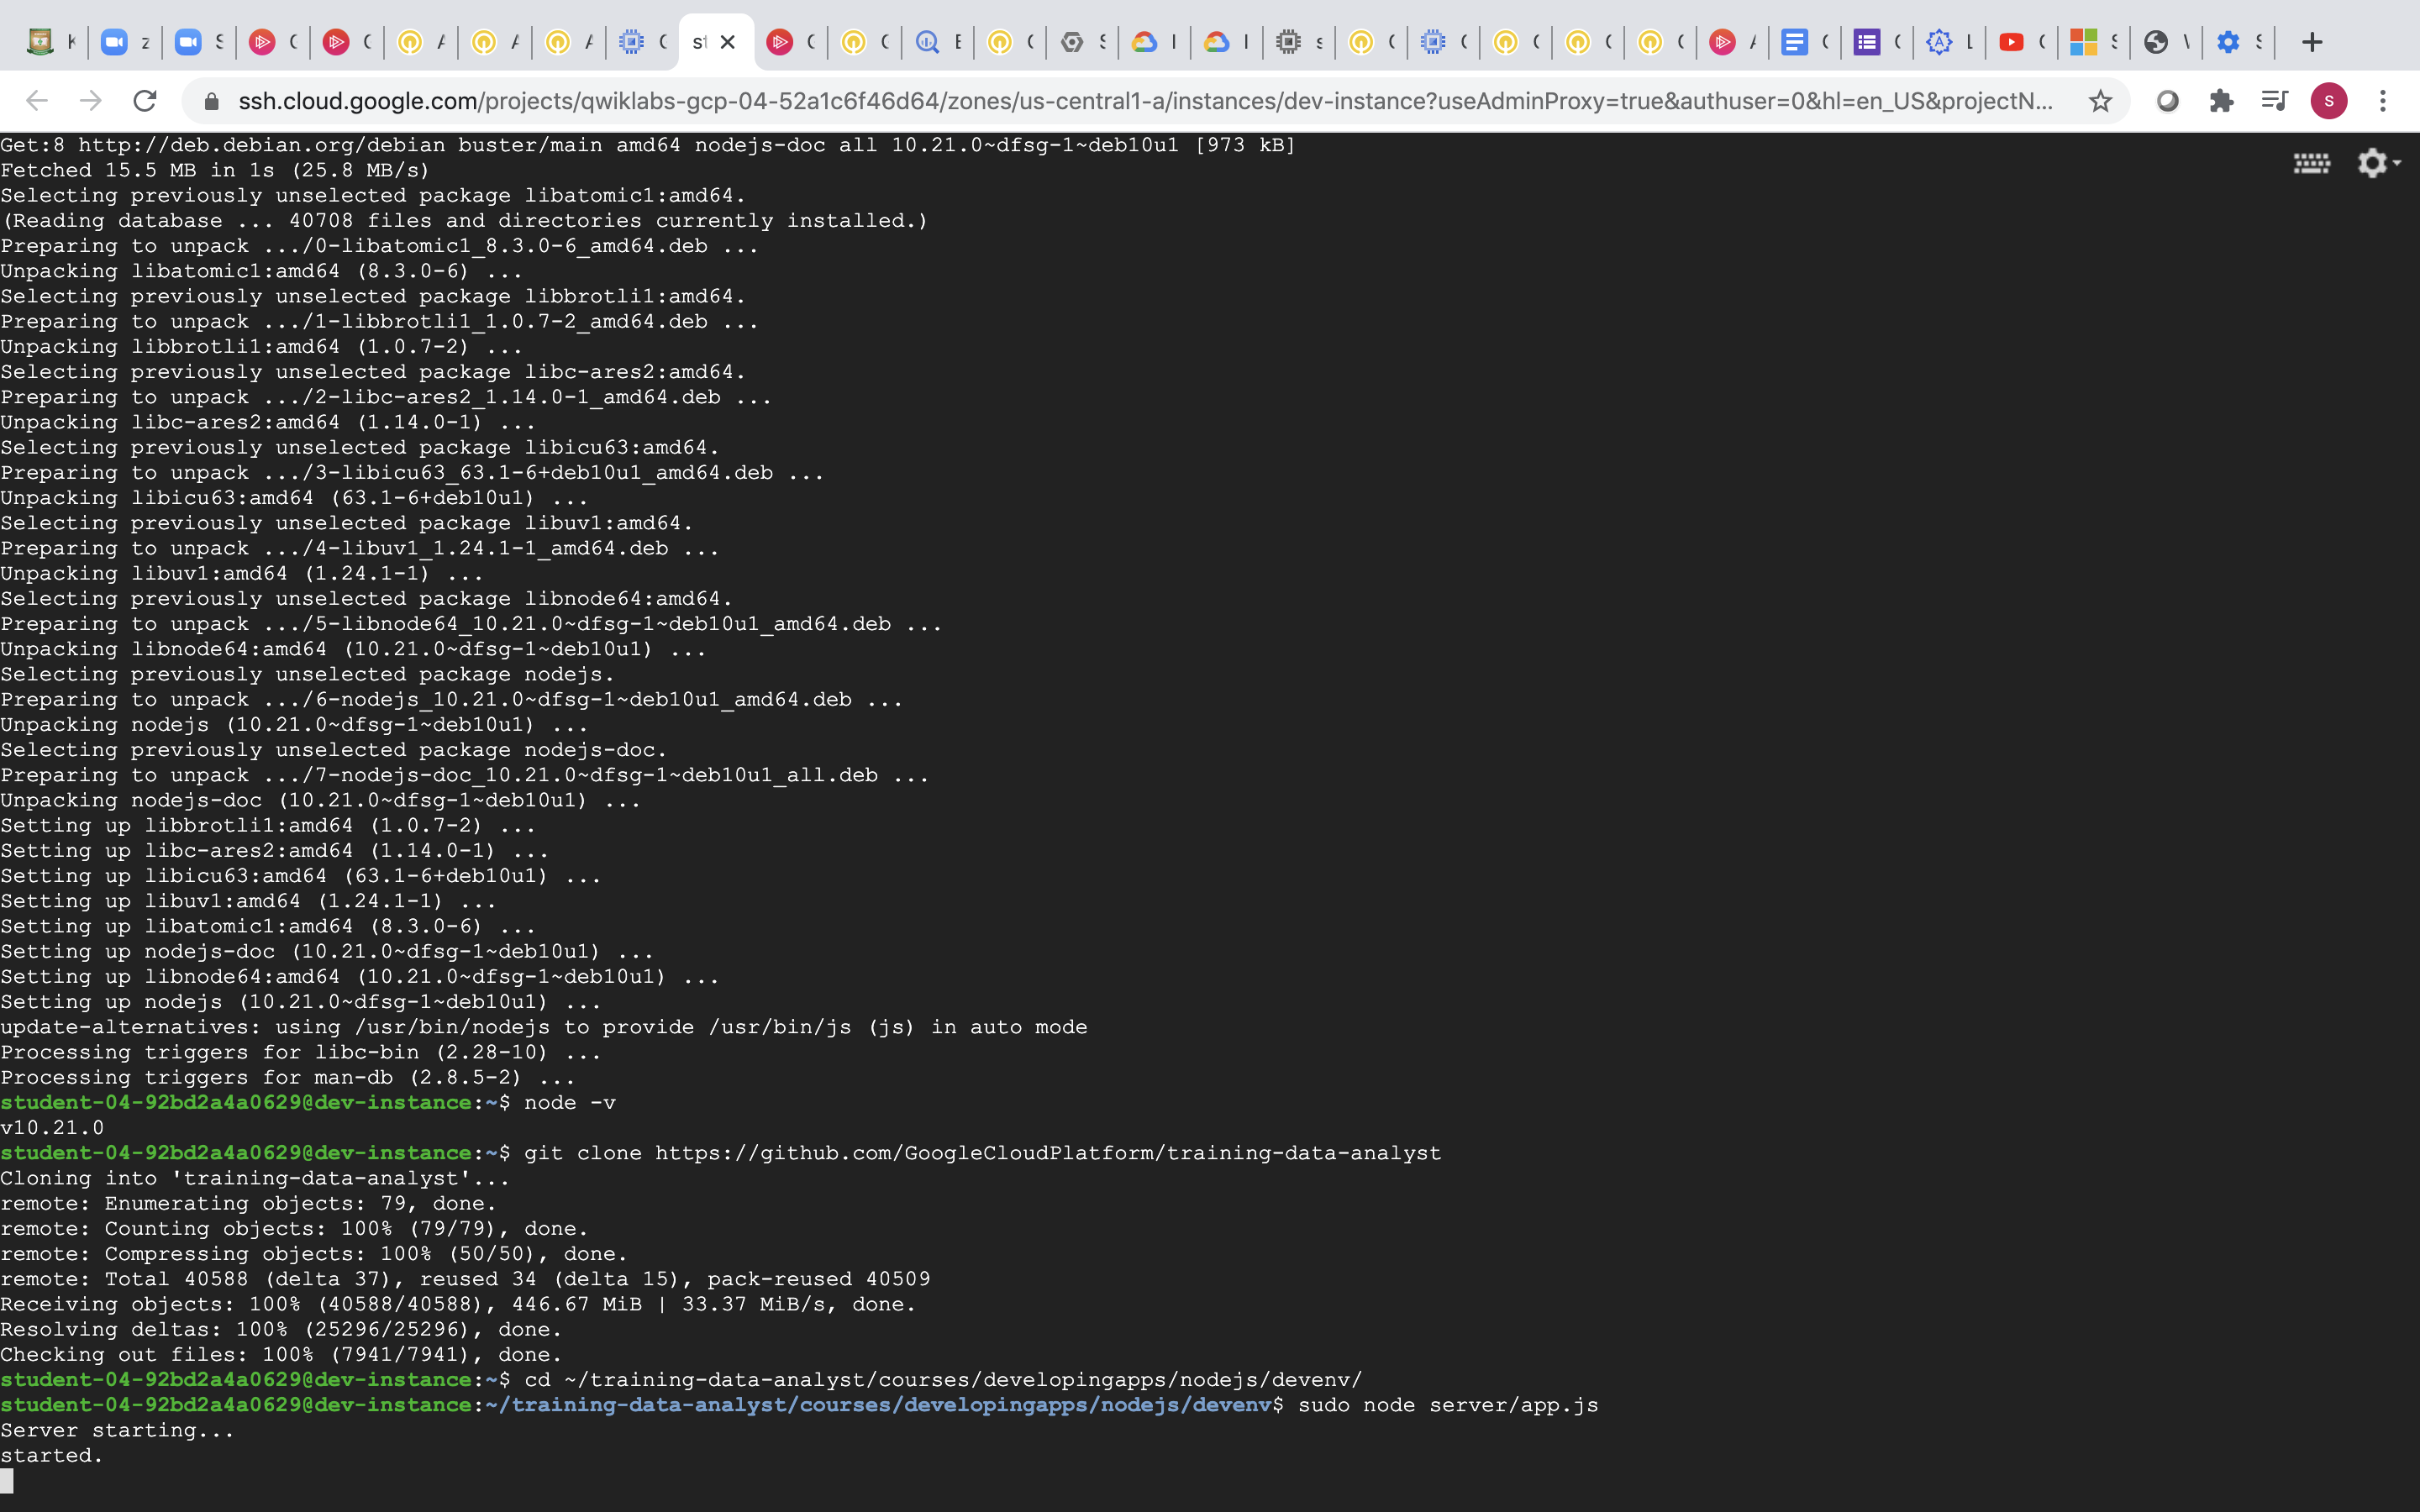 K
z
S
C
C
A
A
A
C
st
C
C
E
C
S
I
I
s
C
C
C
C
C
A
C
C
L
C
S
V
S
ssh.cloud.google.com/projects/qwiklabs-gcp-04-52a1c6f46d64/zones/us-central1-a/instances/dev-instance?useAdminProxy=true&authuser=0&hl=en_US&projectN...
S
Get:8 http://deb.debian.org/debian buster/main amd64 nodejs-doc all 10.21.0~dfsg-1~deb10u1 [973 kB]
Fetched 15.5 MB in 1s (25.8 MB/s)
Selecting previously unselected package libatomic1:amd64.
(Reading database ... 40708 files and directories currently installed.)
Preparing to unpack .../0-libatomic1_8.3.0-6_amd64.deb ...
Unpacking libatomic1:amd64 (8.3.0-6) ...
Selecting previously unselected package libbrotli1:amd64.
Preparing to unpack .../1-libbrotli1_1.0.7-2_amd64.deb ...
Unpacking libbrotli1:amd64 (1.0.7-2) ...
Selecting previously unselected package libc-ares2:amd64.
Preparing to unpack .../2-libc-ares2_1.14.0-1_amd64.deb ...
Unpacking libc-ares2:amd64 (1.14.0-1) ...
Selecting previously unselected package libicu63:amd64.
Preparing to unpack .../3-libicu63_63.1-6+deb10u1_amd64.deb ...
Unpacking libicu63:amd64 (63.1-6+deb10u1) ...
Selecting previously unselected package libuv1:amd64.
Preparing to unpack .../4-libuv1_1.24.1-1_amd64.deb ...
Unpacking libuv1:amd64 (1.24.1-1) ...
Selecting previously unselected package libnode64:amd64.
Preparing to unpack .../5-libnode64_10.21.0~dfsg-1~deb10u1_amd64.deb ...
Unpacking libnode64:amd64 (10.21.0~dfsg-1~deb10u1) ...
Selecting previously unselected package nodejs.
Preparing to unpack .../6-nodejs_10.21.0~dfsg-1~deb10u1_amd64.deb ...
Unpacking nodejs (10.21.0~dfsg-1~deb10u1) ...
Selecting previously unselected package nodejs-doc.
Preparing to unpack .../7-nodejs-doc_10.21.0~dfsg-1~deb10u1_all.deb ...
Unpacking nodejs-doc (10.21.0~dfsg-1~deb10u1) ...
Setting up libbrotli1:amd64 (1.0.7-2) ...
Setting up libc-ares2:amd64 (1.14.0-1) ...
Setting up libicu63:amd64 (63.1-6+deb10u1) ...
Setting up libuv1:amd64 (1.24.1-1) ...
Setting up libatomic1:amd64 (8.3.0-6) ...
Setting up nodejs-doc (10.21.0~dfsg-1~deb10u1) ...
Setting up libnode64:amd64 (10.21.0~dfsg-1~deb10u1) ...
Setting up nodejs (10.21.0~dfsg-1~deb10u1) ...
update-alternatives: using /usr/bin/nodejs to provide /usr/bin/js (js) in auto mode
Processing triggers for libc-bin (2.28-10) ...
Processing triggers for man-db (2.8.5-2) ...
student-04-92bd2a4a0629@dev-instance:~$ node -v
v10.21.0
student-04-92bd2a4a0629@dev-instance:~$ git clone https://github.com/GoogleCloudPlatform/training-data-analyst
Cloning into 'training-data-analyst'...
remote: Enumerating objects: 79, done.
remote: Counting objects: 100% (79/79), done.
remote: Compressing objects: 100% (50/50), done.
remote: Total 40588 (delta 37), reused 34 (delta 15), pack-reused 40509
Receiving objects: 100% (40588/40588), 446.67 MiB | 33.37 MiB/s, done.
Resolving deltas: 100% (25296/25296), done.
Checking out files: 100% (7941/7941), done.
student-04-92bd2a4a0629@dev-instance:~$ cd ~/training-data-analyst/courses/developingapps/nodejs/devenv/
student-04-92bd2a4a0629@dev-instance:~/training-data-analyst/courses/developingapps/nodejs/devenv$ sudo node server/app.js
Server starting...
started.